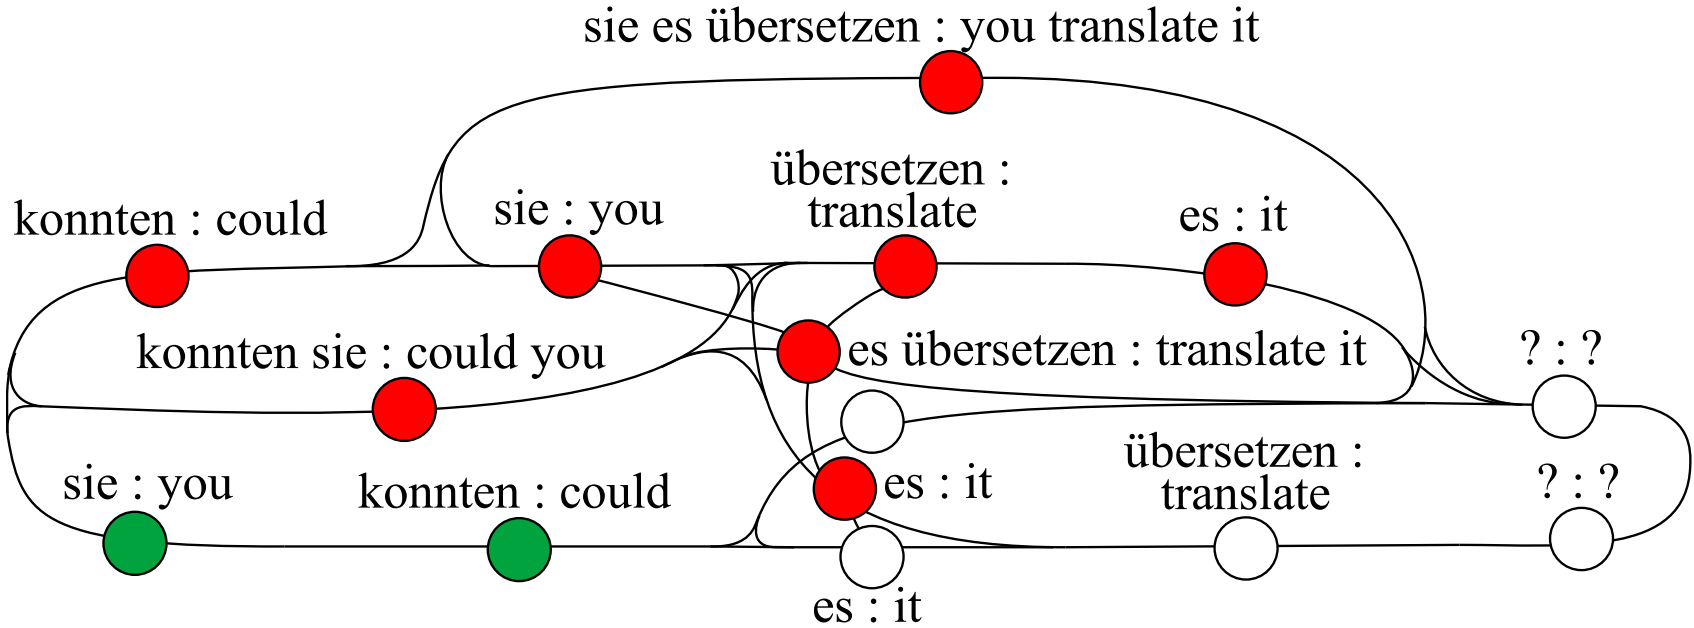 sie es übersetzen : you translate it
übersetzen :
translate
sie : you
es : it
konnten : could
konnten sie : could you
es übersetzen : translate it
? : ?
übersetzen :
translate
sie : you
konnten : could
es : it
? : ?
es : it